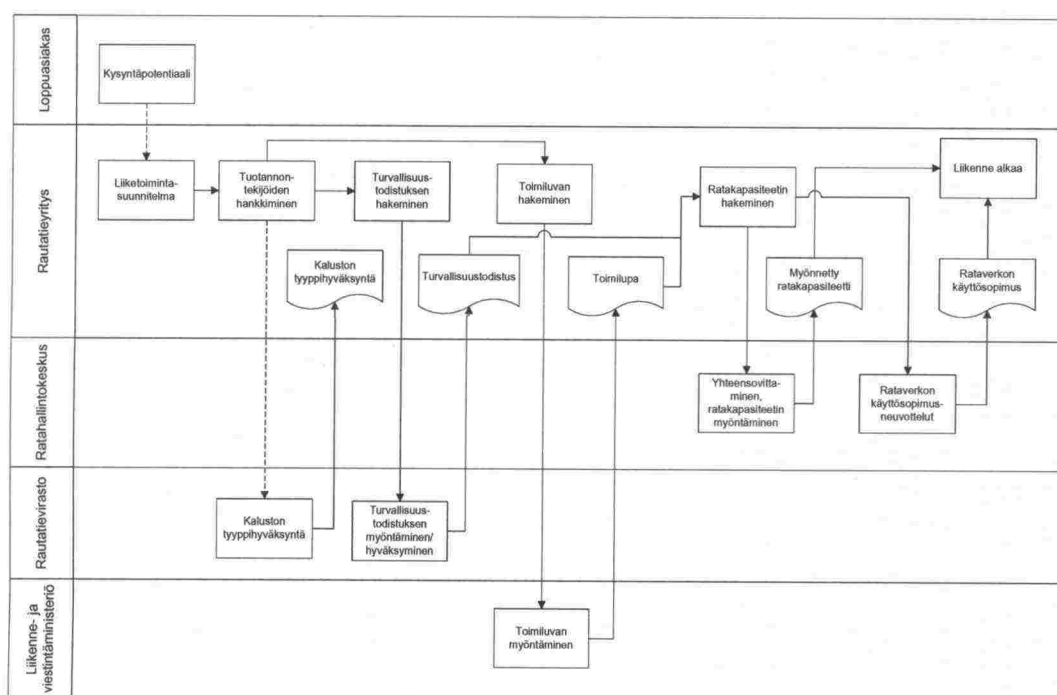 Loppuasiakas
Kysyntäpotentiaali
Rautatieyritys
Liiketoiminta-
suunnitelma
Tuotannon-
tekijöiden
hankkiminen
Turvallisuus-
todistuksen
hakeminen
Toimiluvan
hakeminen
Ratakapasiteetin
hakeminen
Liikenne alkaa
Kaluston
tyyppihyväksyntä
Turvallisuustodistus
Toimilupa
Myönnetty
ratakapasiteetti
Rataverkon
käyttösopimus
Ratahallintokeskus
Yhteensovitta-
minen,
ratakapasiteetin
myöntäminen
Rataverkon
käyttösopimus-
neuvottelut
Rautatievirasto
Kaluston
tyyppihyväksyntä
Turvallisuus-
todistuksen
myöntäminen/
hyväksyminen
Liikenne- ja
viestintäministeriö
Toimiluvan
myöntäminen